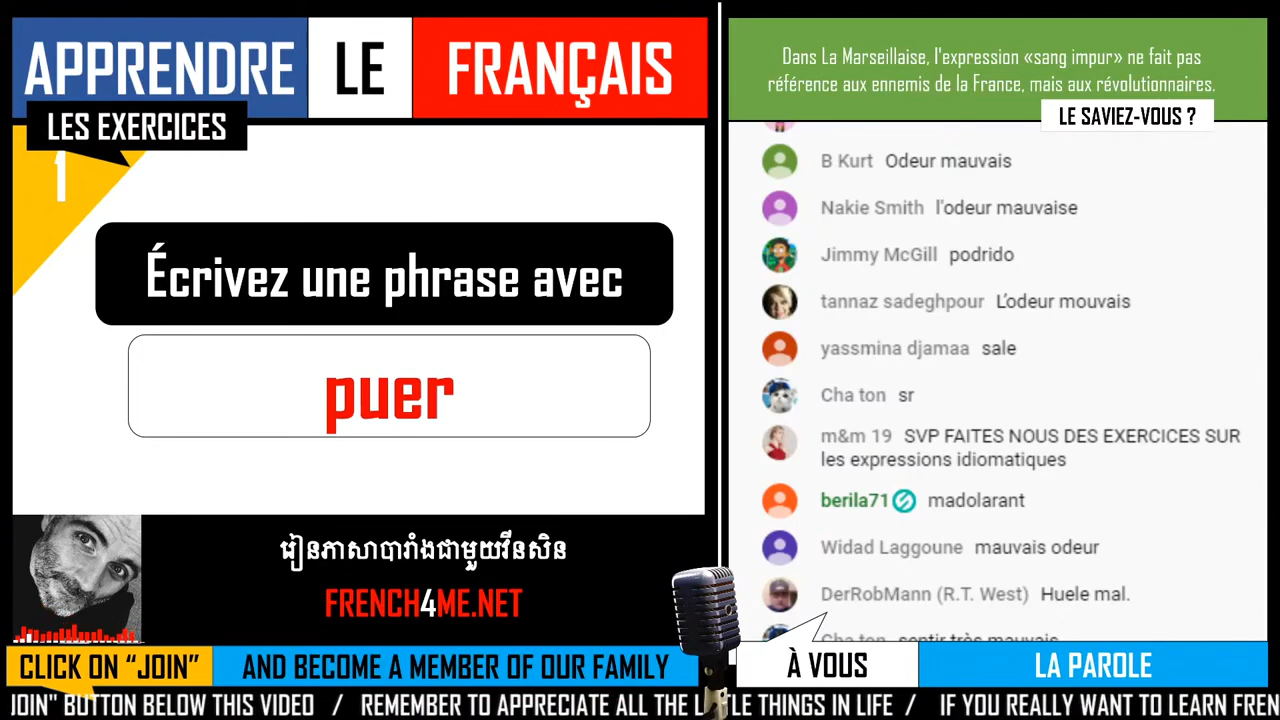 APPRENDRE LE FRANÇAIS
LES EXERCICES
1
Écrivez une phrase avec
puer
រៀនភាសាបារាំងជាមួយវីនសិន
FRENCH4ME.NET
CLICK ON “JOIN” AND BECOME A MEMBER OF OUR FAMILY
Dans La Marseillaise, l'expression «sang impur» ne fait pas
référence aux ennemis de la France, mais aux révolutionnaires.
LE SAVIEZ-VOUS ?
B Kurt Odeur mauvais
Nakie Smith l'odeur mauvaise
Jimmy McGill podrido
tannaz sadeghpour L'odeur mouvais
yassmina djamaa sale
Cha ton sr
m&m 19 SVP FAITES NOUS DES EXERCICES SUR
les expressions idiomatiques
berila71 madolarant
Widad Laggoune mauvais odeur
DerRobMann (R.T. West) Huele mal.
Cha ton sentir très mauvais
À VOUS LA PAROLE
JOIN" BUTTON BELOW THIS VIDEO / REMEMBER TO APPRECIATE ALL THE LITTLE THINGS IN LIFE / IF YOU REALLY WANT TO LEARN FREN